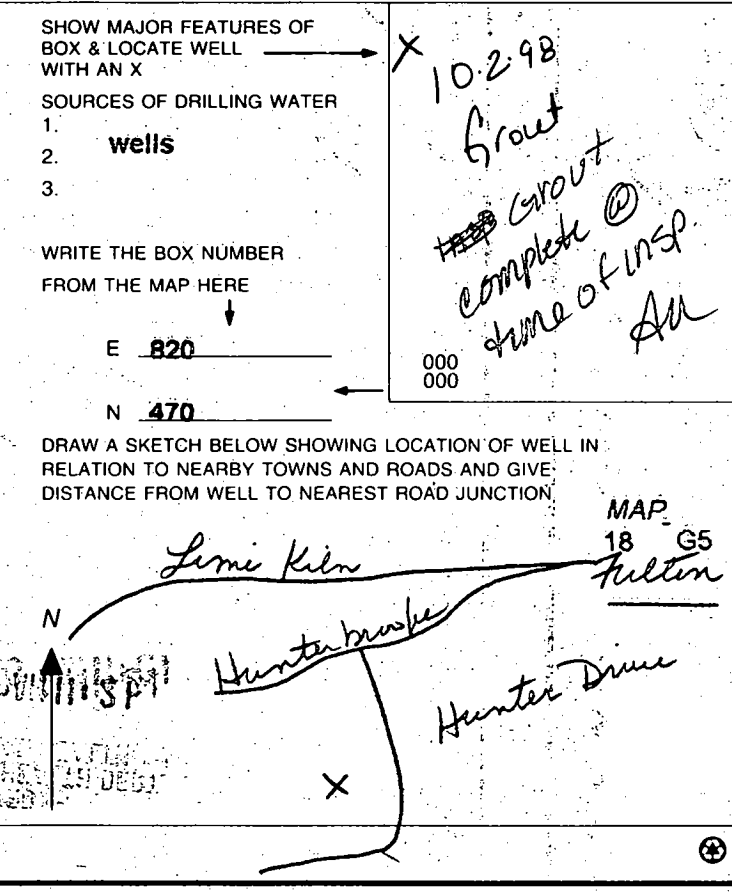 SHOW MAJOR FEATURES OF
BOX & LOCATE WELL
WITH AN X
SOURCES OF DRILLING WATER
1.
2. wells
3.
WRITE THE BOX NUMBER
FROM THE MAP HERE
E 820
N 470
X
10.2.98
Grout
Grout
complete @
time of insp.
000
000
DRAW A SKETCH BELOW SHOWING LOCATION OF WELL IN
RELATION TO NEARBY TOWNS AND ROADS AND GIVE
DISTANCE FROM WELL TO NEAREST ROAD JUNCTION
MAP
18 G5
Fulton
Lime Kiln
N
Hunterbrooke
Hunter Drive
X